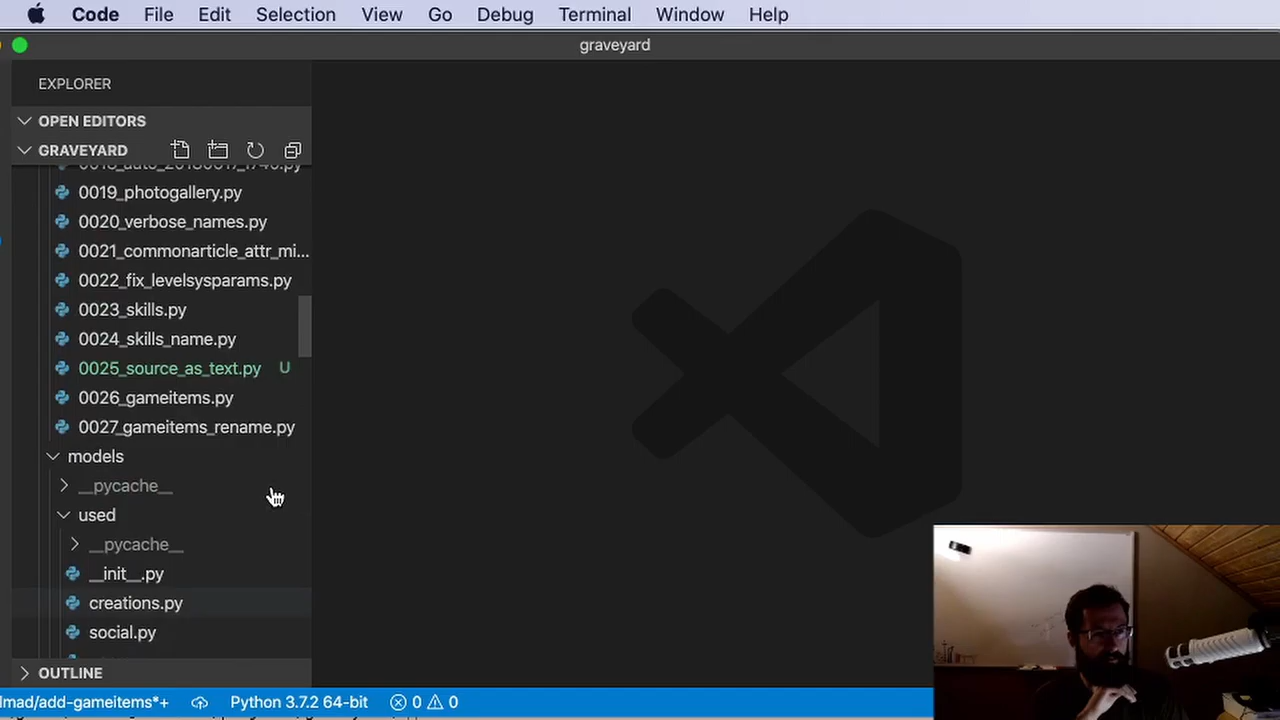 Code File Edit Selection View Go Debug Terminal Window Help
graveyard
EXPLORER
OPEN EDITORS
GRAVEYARD
0019_photogallery.py
0020_verbose_names.py
0021_commonarticle_attr_mi...
0022_fix_levelsysparams.py
0023_skills.py
0024_skills_name.py
0025_source_as_text.py U
0026_gameitems.py
0027_gameitems_rename.py
models
__pycache__
used
__pycache__
__init__.py
creations.py
social.py
OUTLINE
lmad/add-gameitems*+ Python 3.7.2 64-bit 0 0